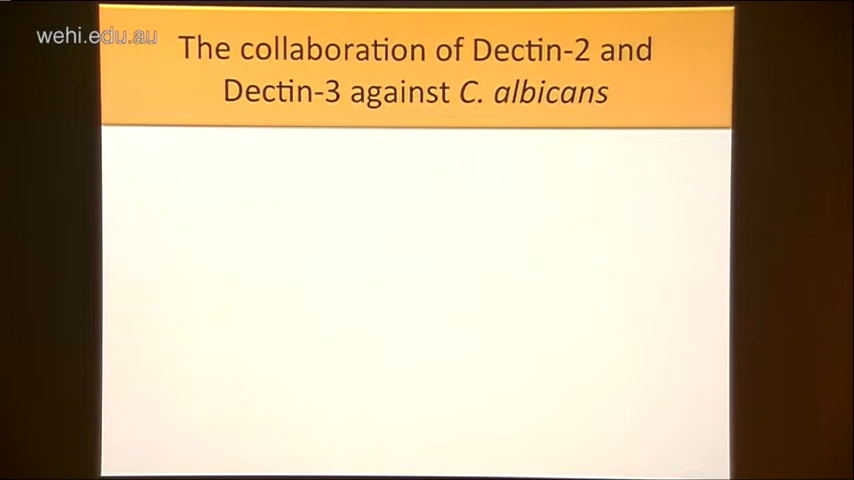 wehi.edu.au
The collaboration of Dectin-2 and
Dectin-3 against C. albicans